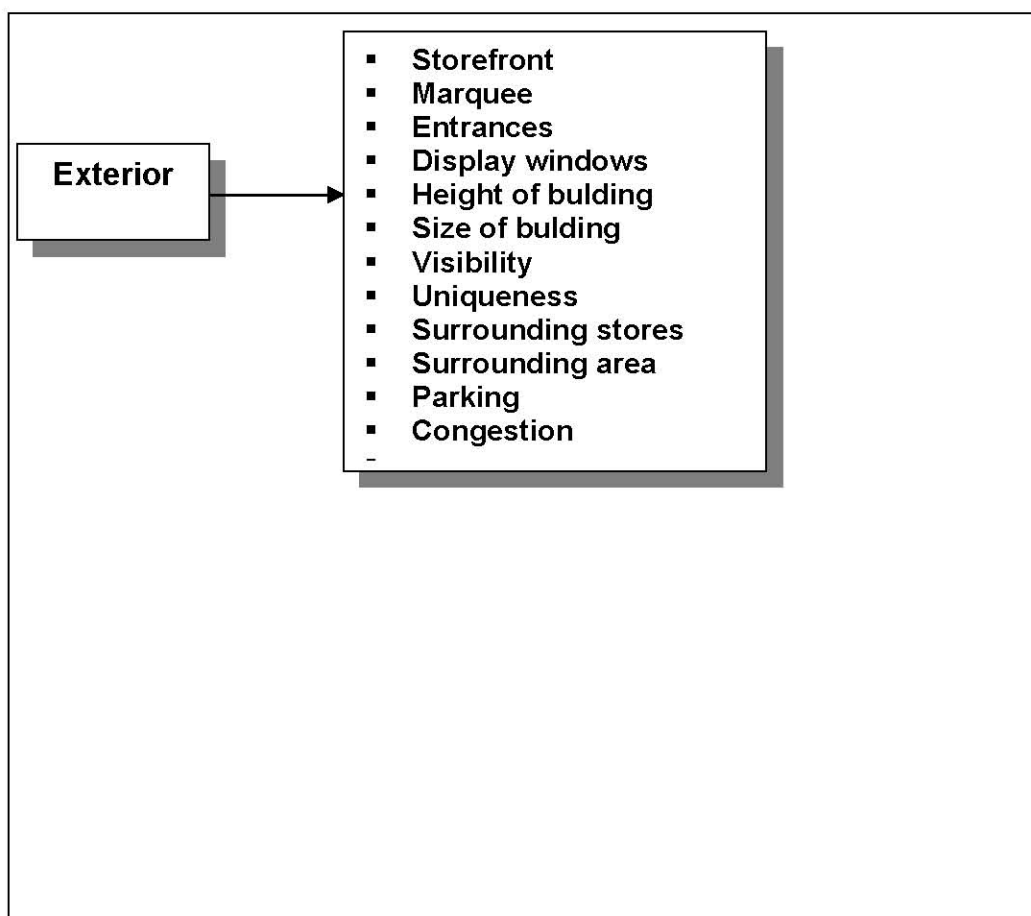 Exterior
▪ Storefront
▪ Marquee
▪ Entrances
▪ Display windows
▪ Height of bulding
▪ Size of bulding
▪ Visibility
▪ Uniqueness
▪ Surrounding stores
▪ Surrounding area
▪ Parking
▪ Congestion
-